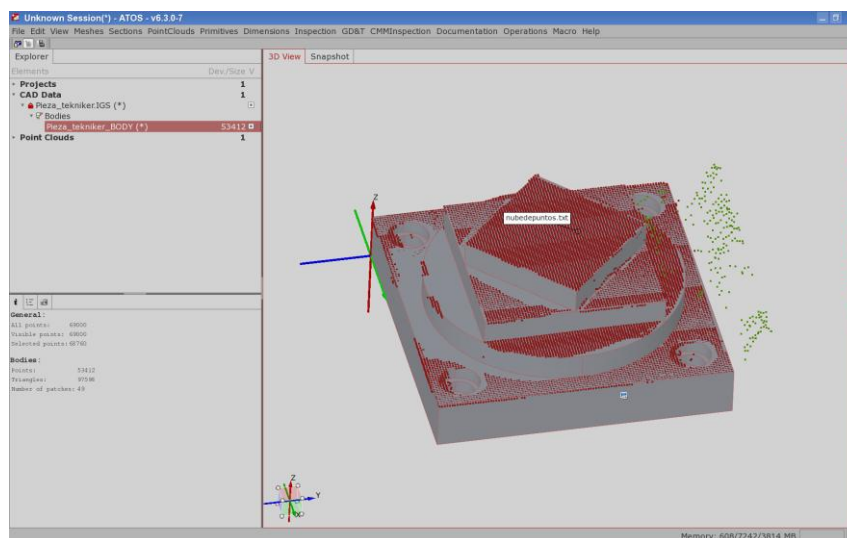 Unknown Session(*) - ATOS - v6.3.0-7
File Edit View Meshes Sections PointClouds Primitives Dimensions Inspection GD&T CMMInspection Documentation Operations Macro Help
Explorer
3D View Snapshot
Elements Dev./Size V
Projects 1
CAD Data 1
Pieza_tekniker.IGS (*)
Bodies
Pieza_tekniker_BODY (*) 53412
Point Clouds 1
Z
nubedepuntos.txt
General:
All points: 69000
Visible points: 69000
Selected points: 68760
Bodies:
Points: 53412
Triangles: 97596
Number of patches: 49
Z
Y
X
Memory: 608/7242/3814 MB